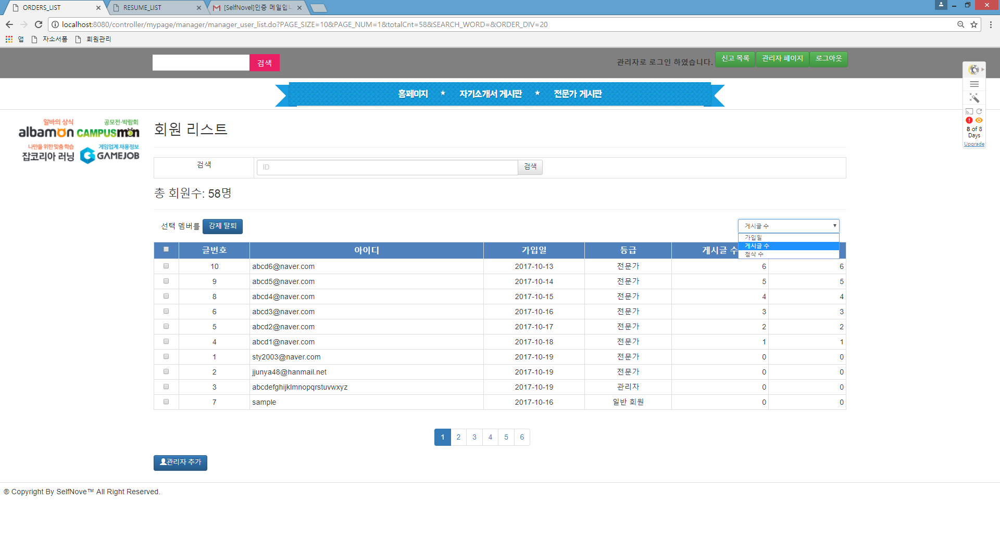 ORDERS_LIST
RESUME_LIST
[SelfNovel]인증 메일입니
localhost:8080/controller/mypage/manager/manager_user_list.do?PAGE_SIZE=10&PAGE_NUM=1&totalCnt=58&SEARCH_WORD=&ORDER_DIV=20
앱 자소서폼 회원관리
검색
관리자로 로그인 하였습니다. 신고 목록 관리자 페이지 로그아웃
홈페이지 ★ 자기소개서 게시판 ★ 전문가 게시판
알바의 상식 공모전·박람회
albamon CAMPUSmon
나만을 위한 맞춤 학습 게임업계 채용정보
잡코리아 러닝 GAMEJOB
8 of 8
Days
Upgrade
회원 리스트
검색 ID 검색
총 회원수: 58명
선택 멤버를 강제 탈퇴
게시글 수
가입일
게시글 수
첨삭 수
글번호 아이디 가입일 등급 게시글 수
10 abcd6@naver.com 2017-10-13 전문가 6 6
9 abcd5@naver.com 2017-10-14 전문가 5 5
8 abcd4@naver.com 2017-10-15 전문가 4 4
6 abcd3@naver.com 2017-10-16 전문가 3 3
5 abcd2@naver.com 2017-10-17 전문가 2 2
4 abcd1@naver.com 2017-10-18 전문가 1 1
1 sty2003@naver.com 2017-10-19 전문가 0 0
2 jjunya48@hanmail.net 2017-10-19 전문가 0 0
3 abcdefghijklmnopqrstuvwxyz 2017-10-19 관리자 0 0
7 sample 2017-10-16 일반 회원 0 0
1 2 3 4 5 6
관리자 추가
® Copyright By SelfNove™ All Right Reserved.